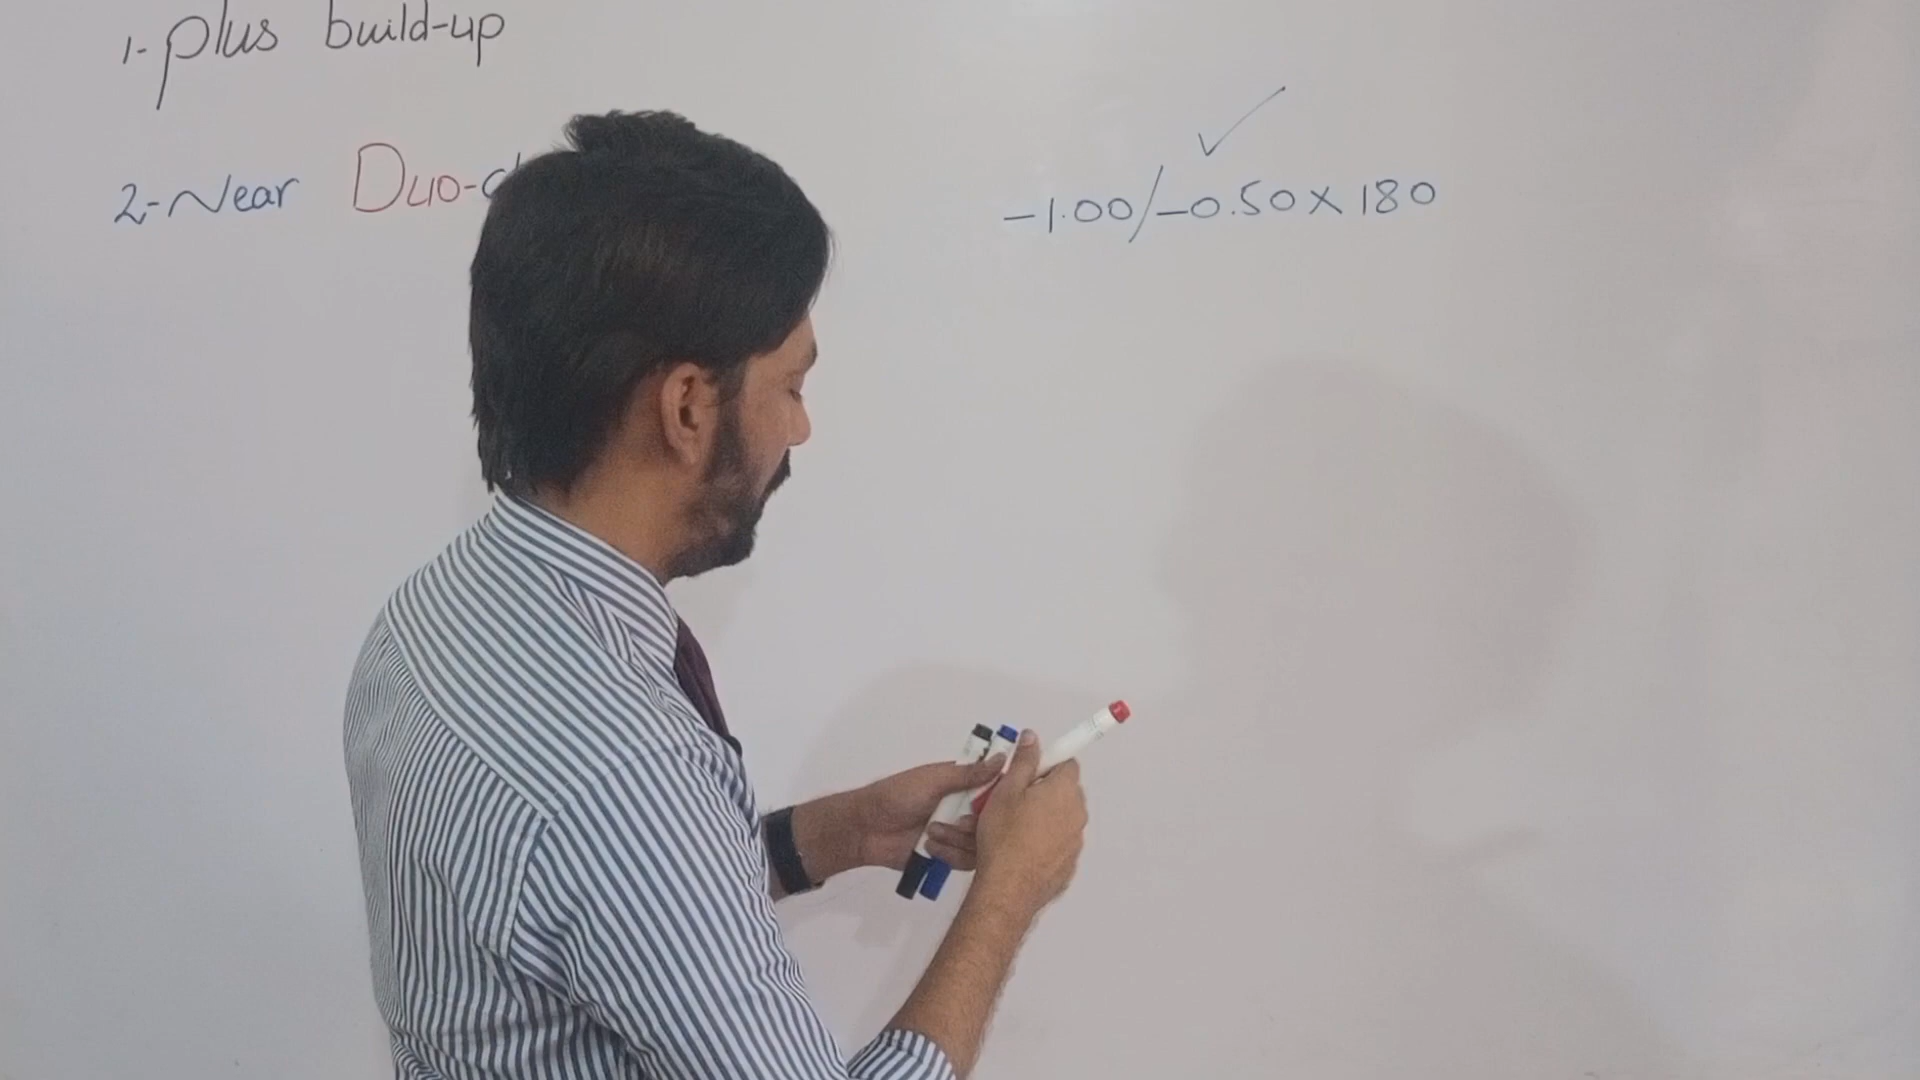 1- Plus build-up
2- Near Duo-
-1.00/-0.50 x 180